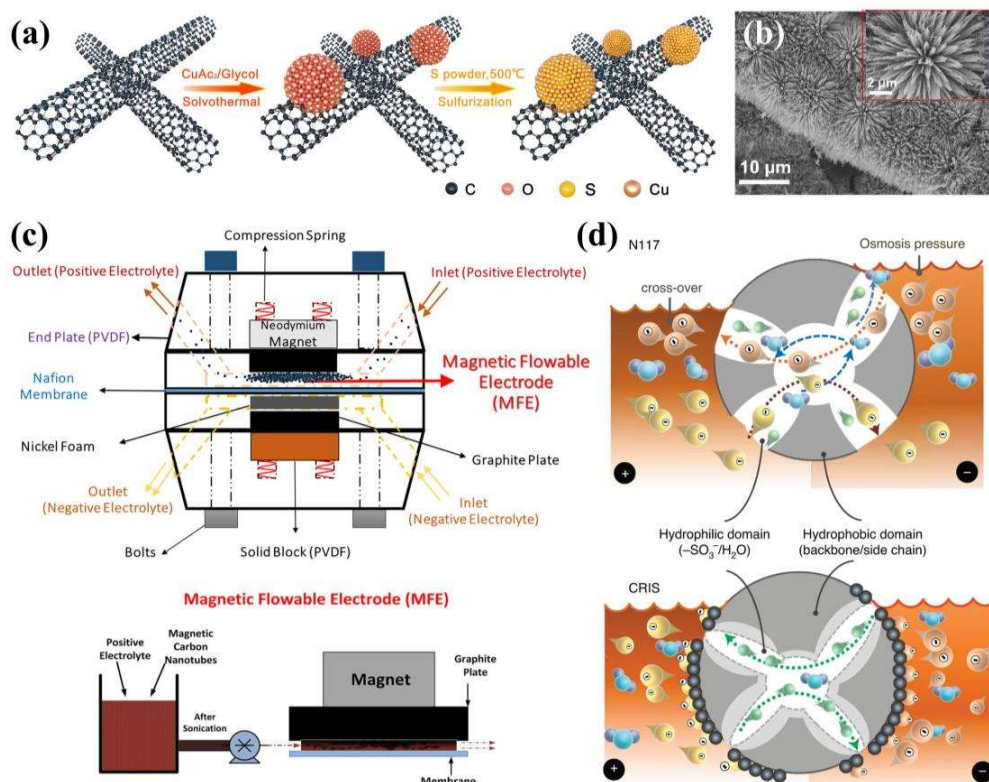 (a)
CuAc₂/Glycol
Solvothermal
S powder,500℃
Sulfurization
C
O
S
Cu
(b)
2 μm
10 μm
(c)
Compression Spring
Outlet (Positive Electrolyte)
Inlet (Positive Electrolyte)
Neodymium
Magnet
End Plate (PVDF)
Magnetic Flowable
Electrode
(MFE)
Nafion
Membrane
Nickel Foam
Graphite Plate
Outlet
(Negative Electrolyte)
Inlet
(Negative Electrolyte)
Bolts
Solid Block (PVDF)
Magnetic Flowable Electrode (MFE)
Positive
Electrolyte
Magnetic
Carbon
Nanotubes
After
Sonication
Magnet
Graphite
Plate
Membrane
(d)
N117
Osmosis pressure
cross-over
+
−
Hydrophilic domain
(–SO₃⁻/H₂O)
Hydrophobic domain
(backbone/side chain)
CRIS
+
−